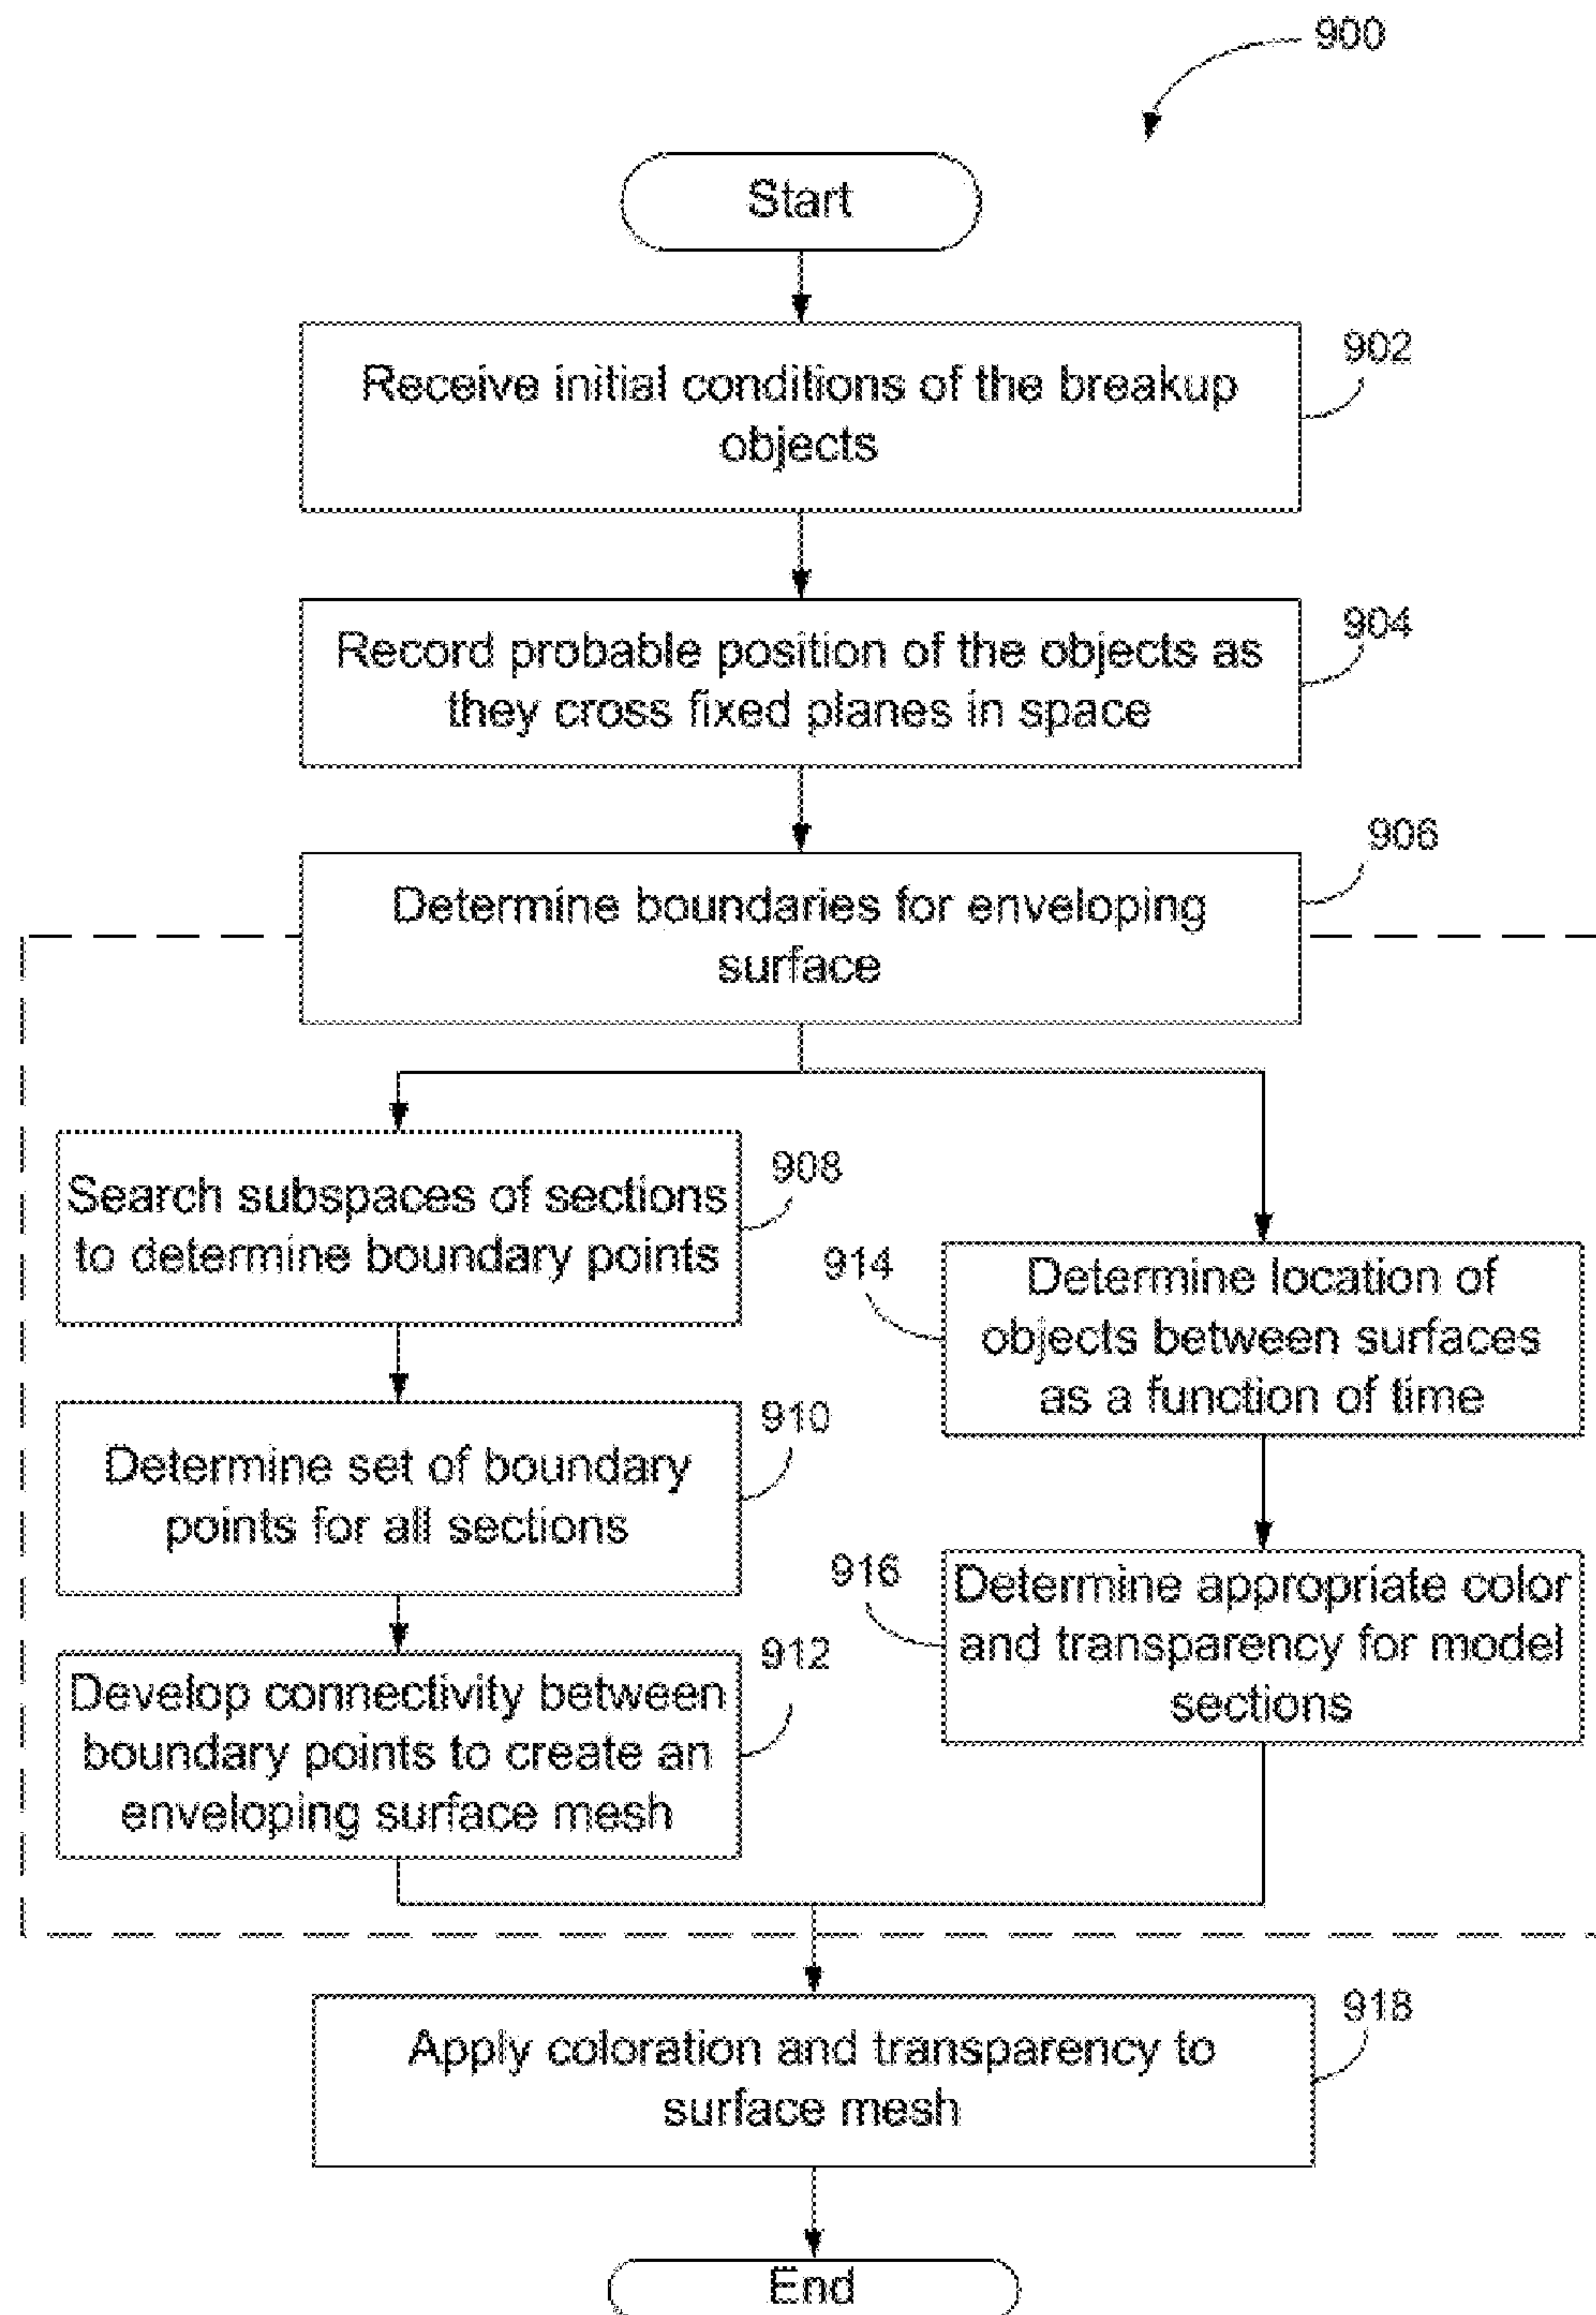 900
Start
Receive initial conditions of the breakup
objects
902
Record probable position of the objects as
they cross fixed planes in space
904
Determine boundaries for enveloping
surface
906
Search subspaces of sections
to determine boundary points
908
Determine set of boundary
points for all sections
910
Develop connectivity between
boundary points to create an
enveloping surface mesh
912
914
Determine location of
objects between surfaces
as a function of time
916
Determine appropriate color
and transparency for model
sections
Apply coloration and transparency to
surface mesh
918
End